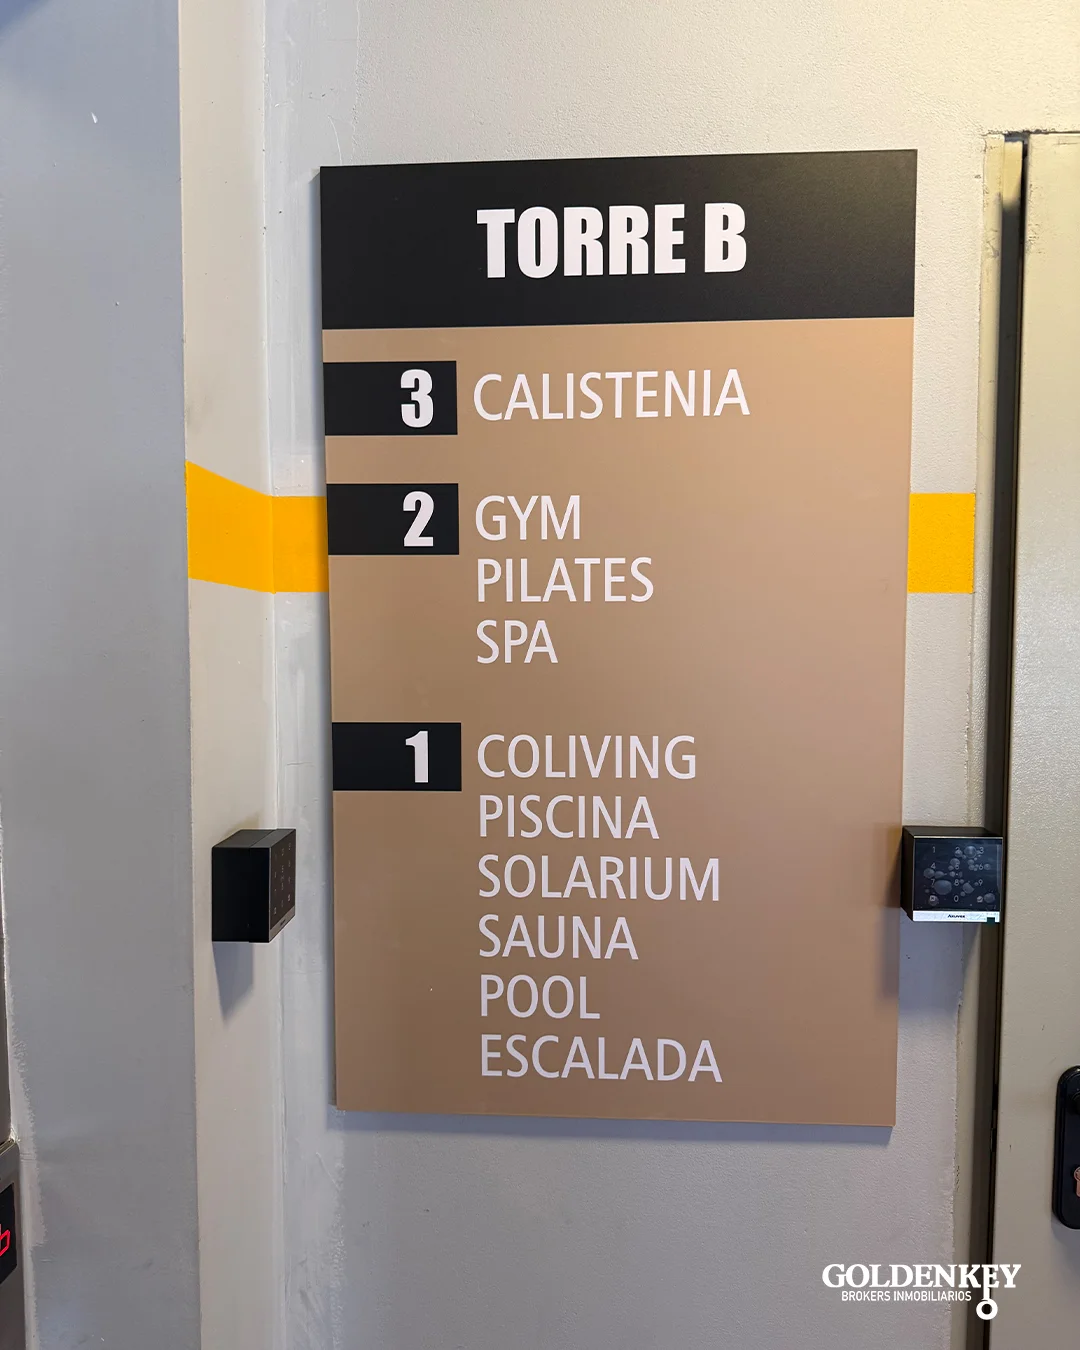 TORRE B
3 CALISTENIA
2 GYM
PILATES
SPA
1 COLIVING
PISCINA
SOLARIUM
SAUNA
POOL
ESCALADA
GOLDENKEY
BROKERS INMOBILIARIOS